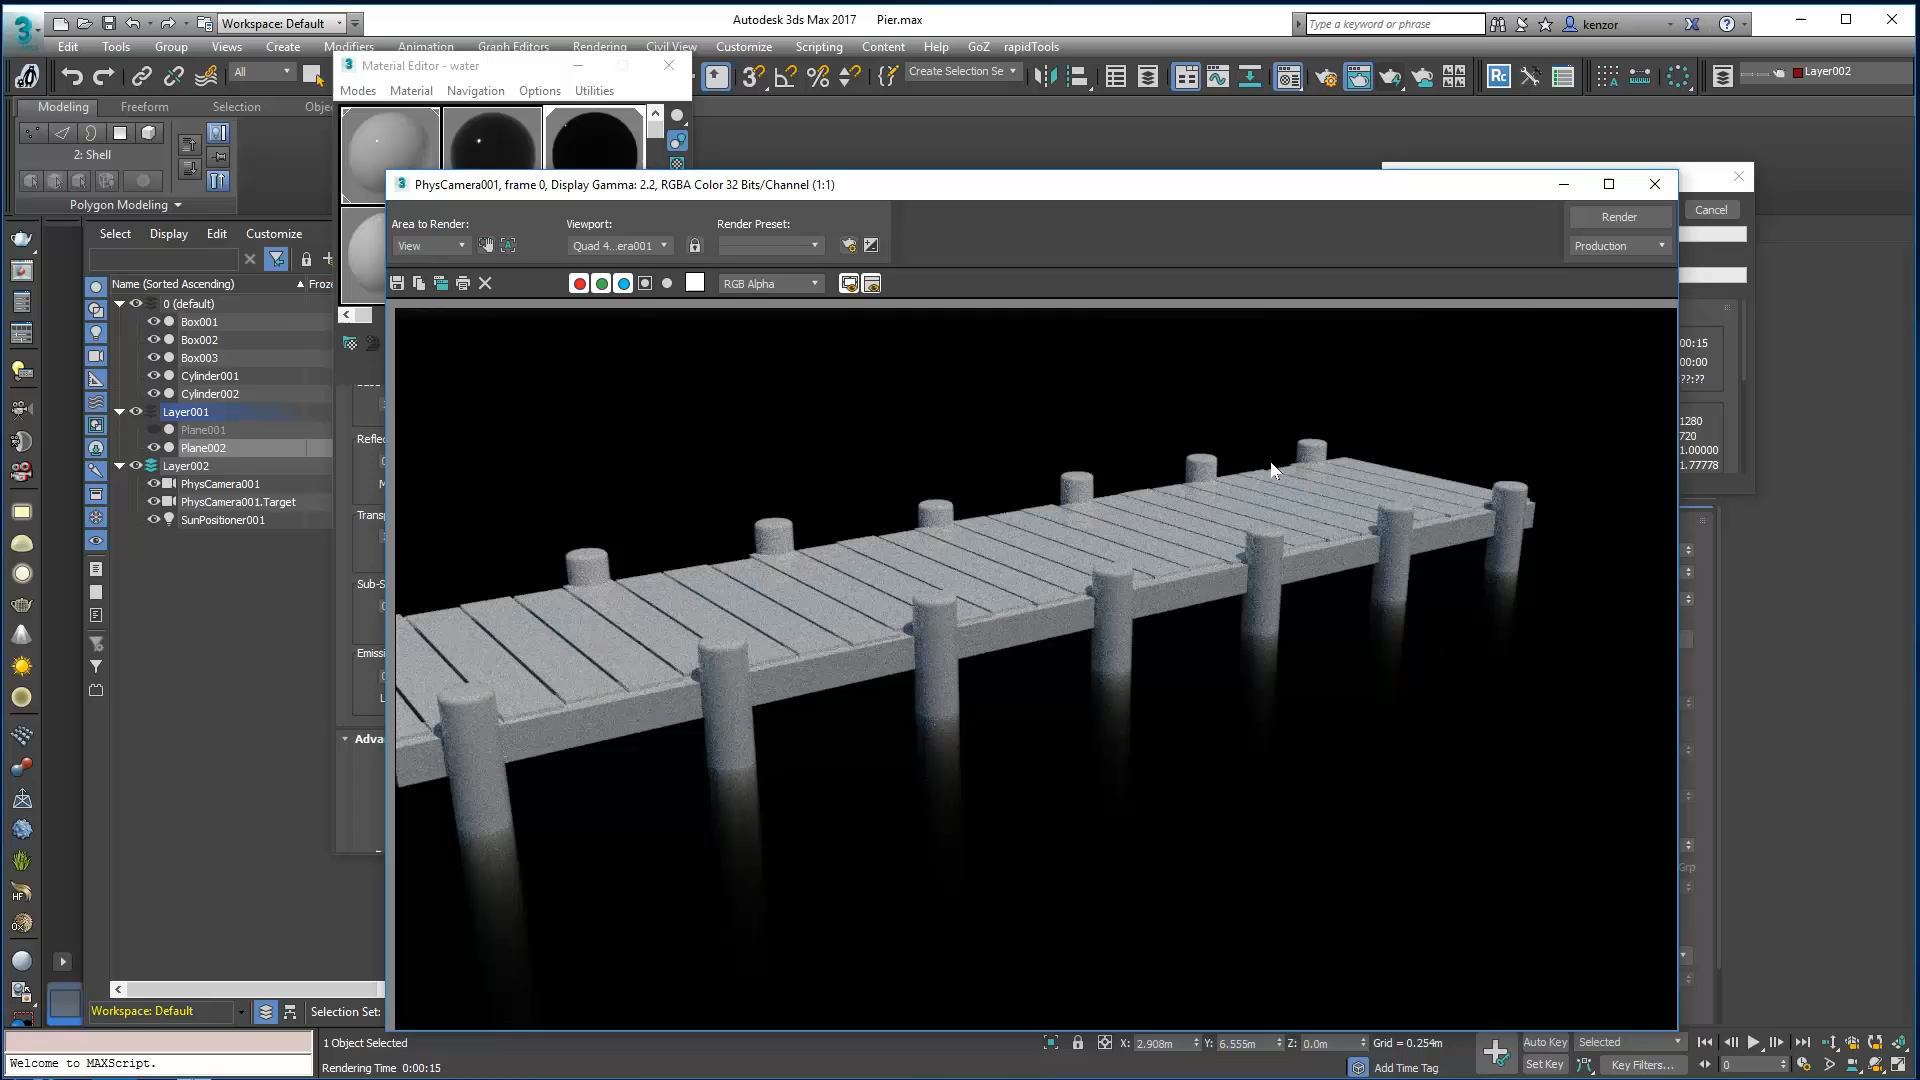 Workspace: Default
Autodesk 3ds Max 2017 Pier.max
Type a keyword or phrase
kenzor
Edit Tools Group Views Create Modifiers Animation Graph Editors Rendering Civil View Customize Scripting Content Help GoZ rapidTools
Material Editor - water
All
Create Selection Se
Rc
Layer002
Modes Material Navigation Options Utilities
Modeling Freeform Selection
2: Shell
Polygon Modeling
PhysCamera001, frame 0, Display Gamma: 2.2, RGBA Color 32 Bits/Channel (1:1)
Cancel
Area to Render: Viewport: Render Preset:
Render
View
Quad 4...era001
Production
RGB Alpha
Select Display Edit Customize
Name (Sorted Ascending)
0 (default)
Box001
Box002
Box003
Cylinder001
Cylinder002
Layer001
Plane001
Plane002
Layer002
PhysCamera001
PhysCamera001.Target
SunPositioner001
00:15
00:00
??:??
1280
720
1.00000
1.77778
Grp
HF
Workspace: Default
Selection Set:
1 Object Selected
X: 2.908m Y: 6.555m Z: 0.0m Grid = 0.254m
Auto Key Selected
Welcome to MAXScript.
Rendering Time 0:00:15
Add Time Tag
Set Key Key Filters...
0